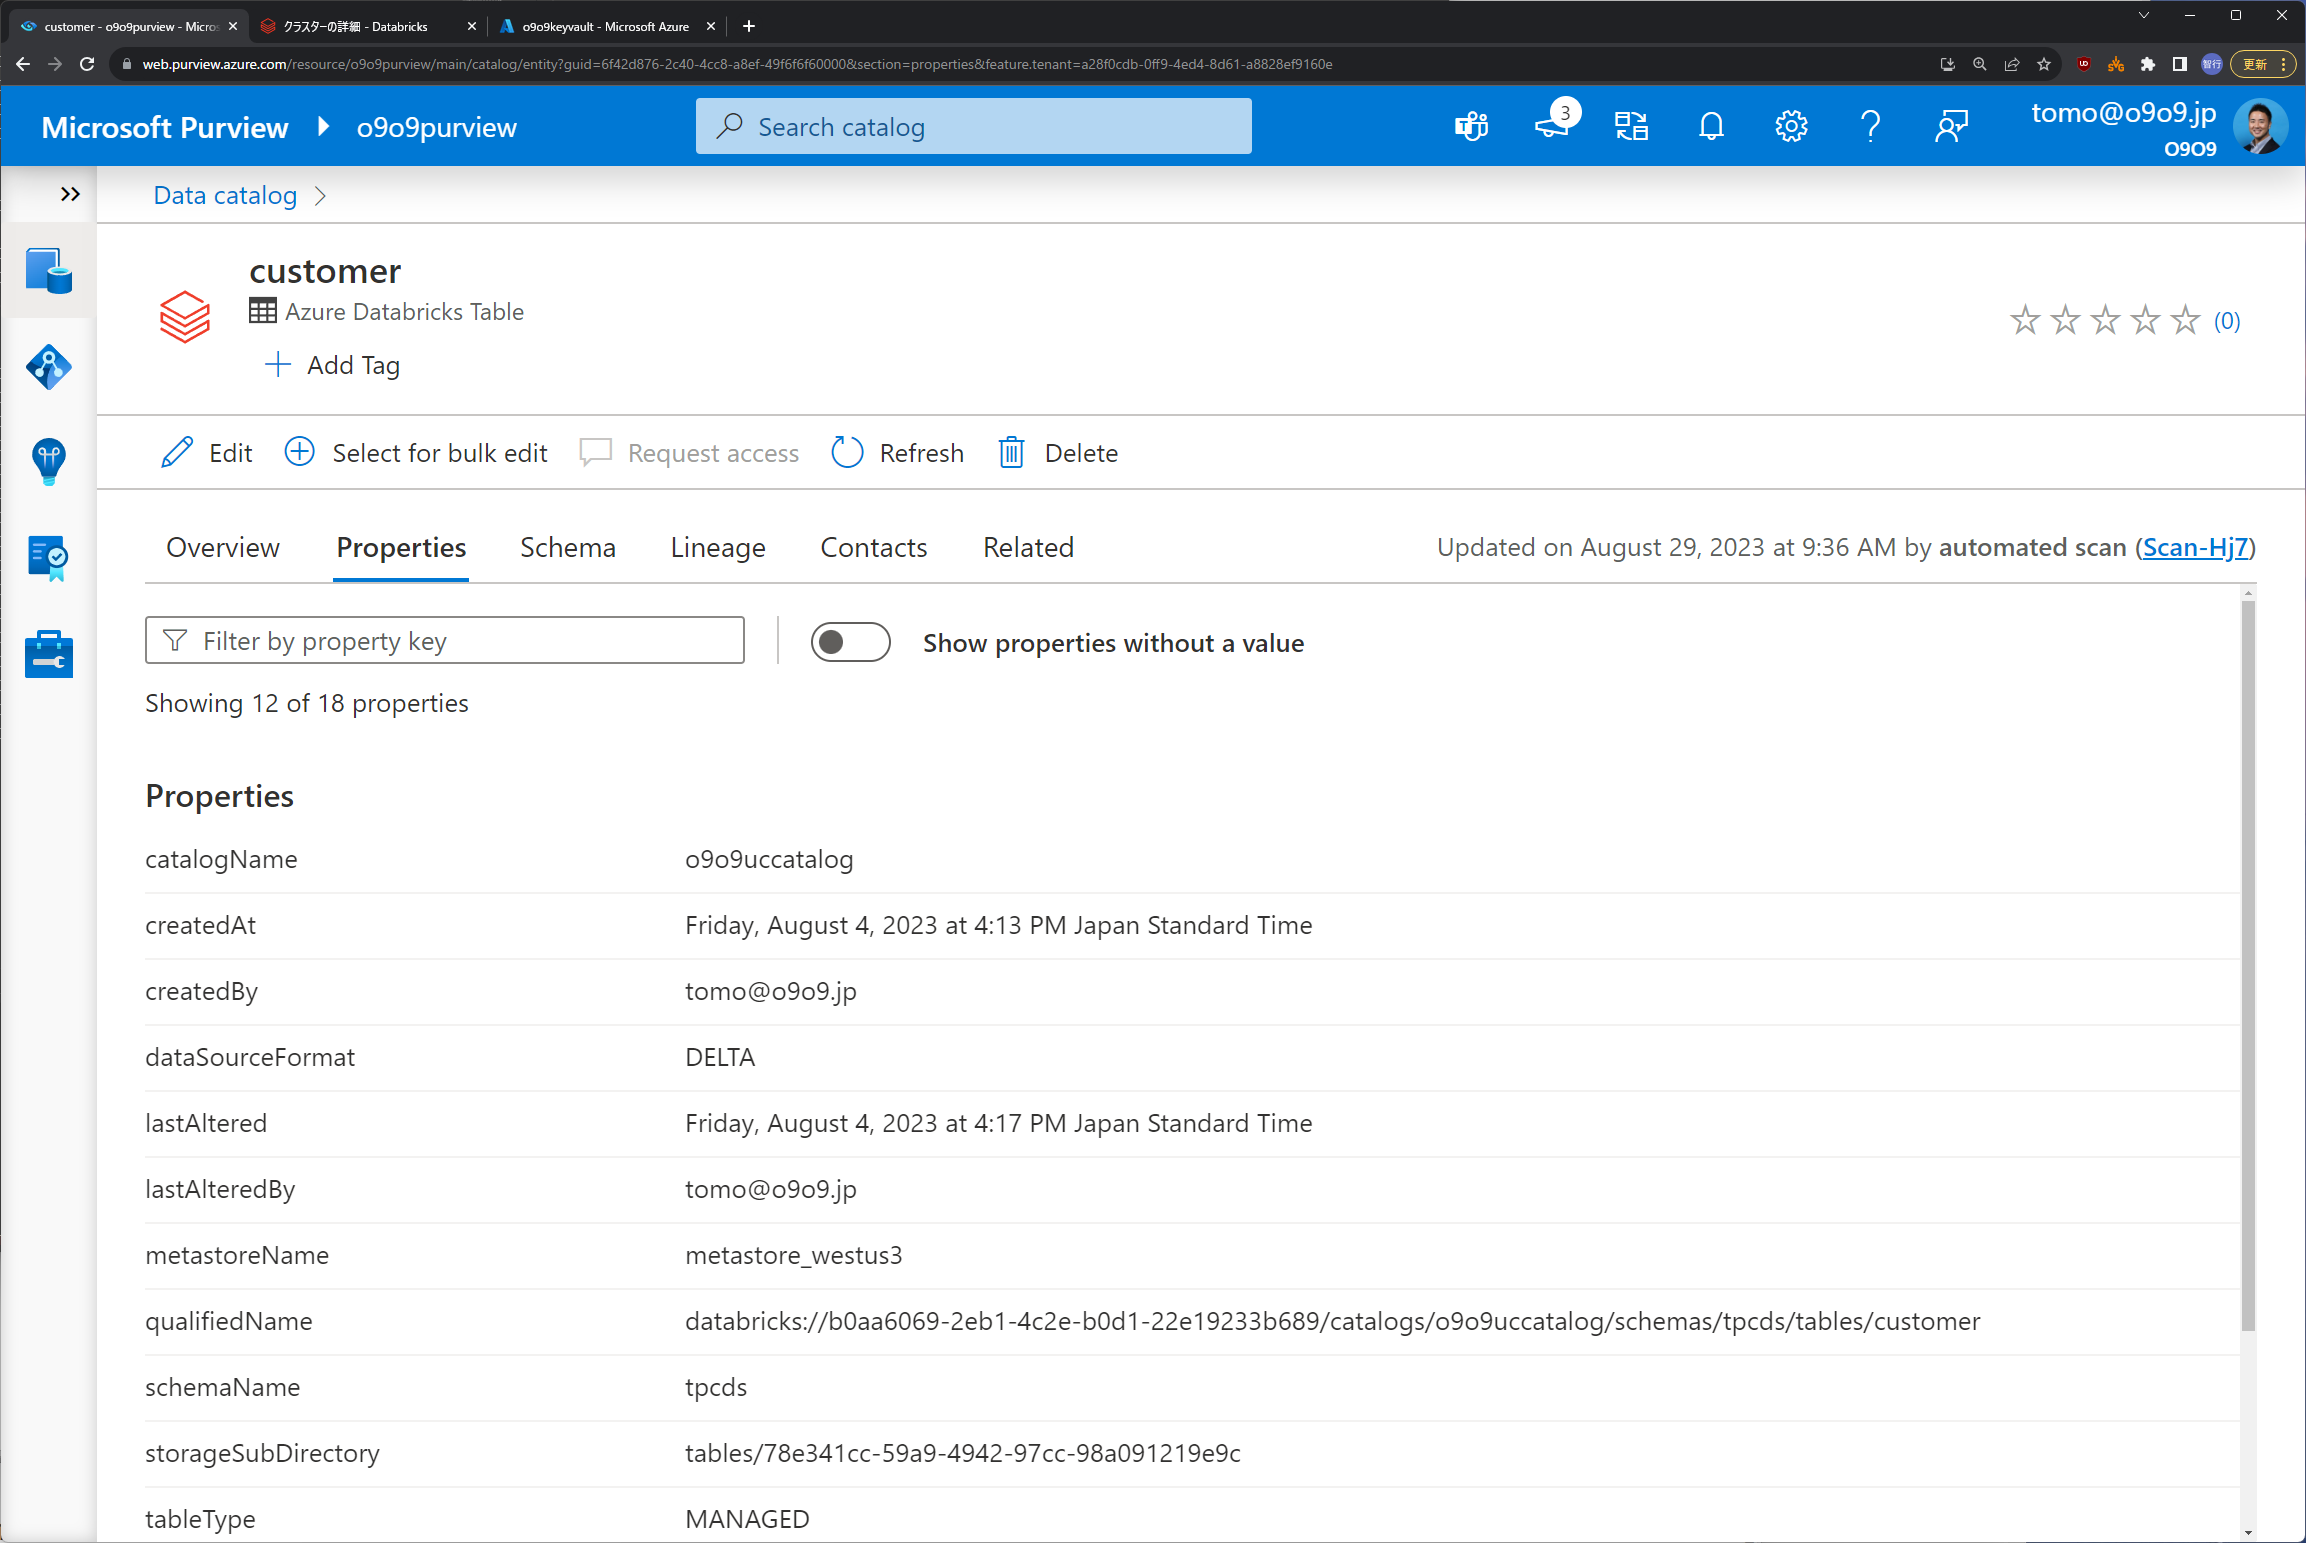 customer - o9o9purview - Micros
クラスターの詳細 - Databricks
o9o9keyvault - Microsoft Azure
web.purview.azure.com/resource/o9o9purview/main/catalog/entity?guid=6f42d876-2c40-4cc8-a8ef-49f6f6f60000&section=properties&feature.tenant=a28f0cdb-0ff9-4ed4-8d61-a8828ef9160e
智行
更新
Microsoft Purview
o9o9purview
Search catalog
3
tomo@o9o9.jp
O9O9
Data catalog
customer
Azure Databricks Table
(0)
Add Tag
Edit
Select for bulk edit
Request access
Refresh
Delete
Overview
Properties
Schema
Lineage
Contacts
Related
Updated on August 29, 2023 at 9:36 AM by automated scan (Scan-Hj7)
Filter by property key
Show properties without a value
Showing 12 of 18 properties
Properties
catalogName o9o9uccatalog
createdAt Friday, August 4, 2023 at 4:13 PM Japan Standard Time
createdBy tomo@o9o9.jp
dataSourceFormat DELTA
lastAltered Friday, August 4, 2023 at 4:17 PM Japan Standard Time
lastAlteredBy tomo@o9o9.jp
metastoreName metastore_westus3
qualifiedName databricks://b0aa6069-2eb1-4c2e-b0d1-22e19233b689/catalogs/o9o9uccatalog/schemas/tpcds/tables/customer
schemaName tpcds
storageSubDirectory tables/78e341cc-59a9-4942-97cc-98a091219e9c
tableType MANAGED